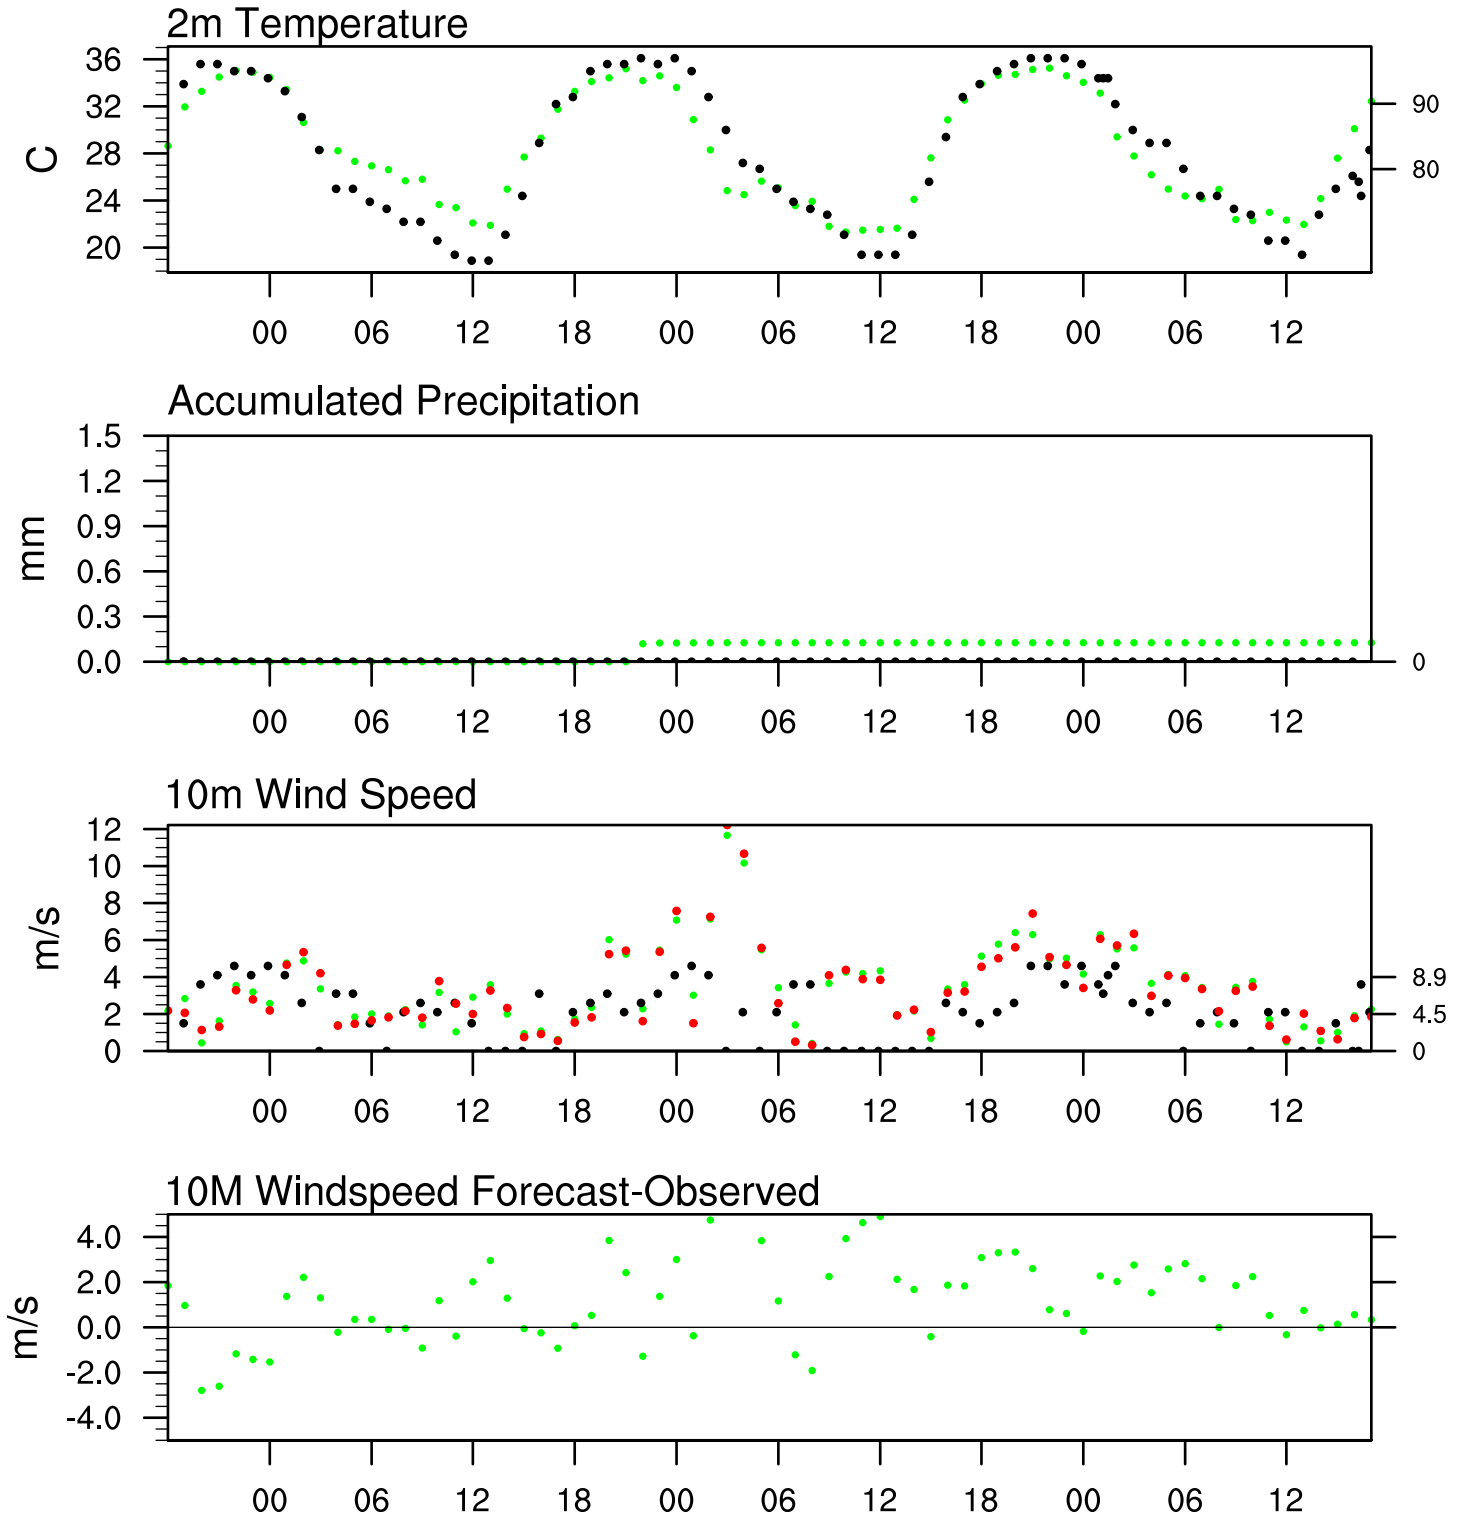 2m Temperature
36
32
28
24
20
C
90
80
00 06 12 18 00 06 12 18 00 06 12
Accumulated Precipitation
1.5
1.2
0.9
0.6
0.3
0.0
mm
0
00 06 12 18 00 06 12 18 00 06 12
10m Wind Speed
12
10
8
6
4
2
0
m/s
8.9
4.5
0
00 06 12 18 00 06 12 18 00 06 12
10M Windspeed Forecast-Observed
4.0
2.0
0.0
-2.0
-4.0
m/s
00 06 12 18 00 06 12 18 00 06 12